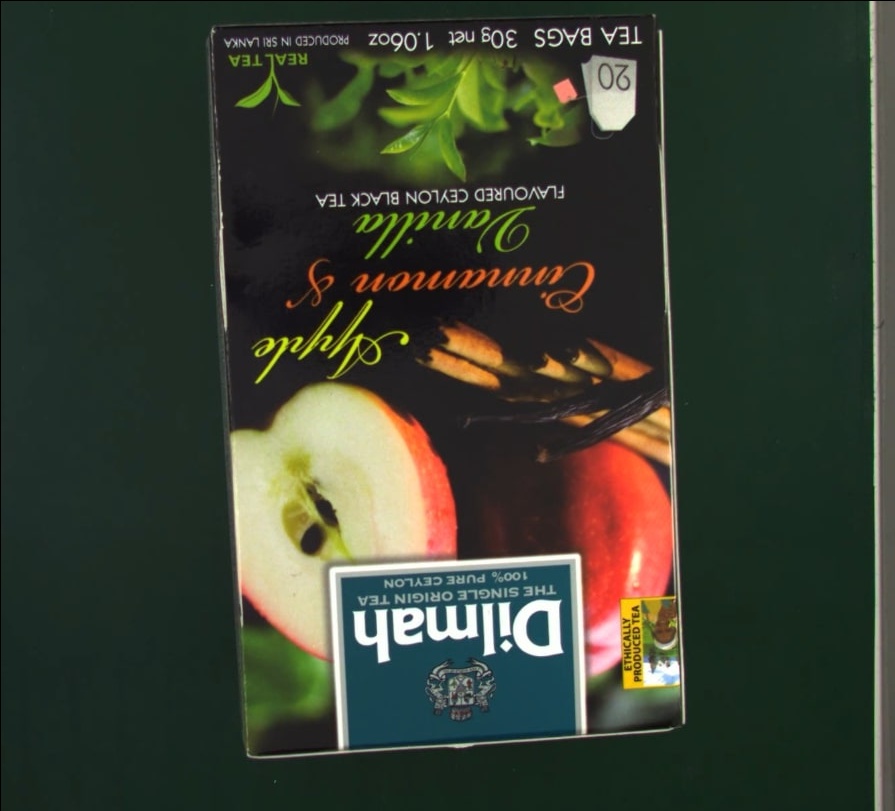 Dilmah
THE SINGLE ORIGIN TEA
100% PURE CEYLON
ETHICALLY
PRODUCED TEA
Apple
Cinnamon &
Vanilla
FLAVOURED CEYLON BLACK TEA
20
REAL TEA
TEA BAGS 30g net 1.06oz
PRODUCED IN SRI LANKA